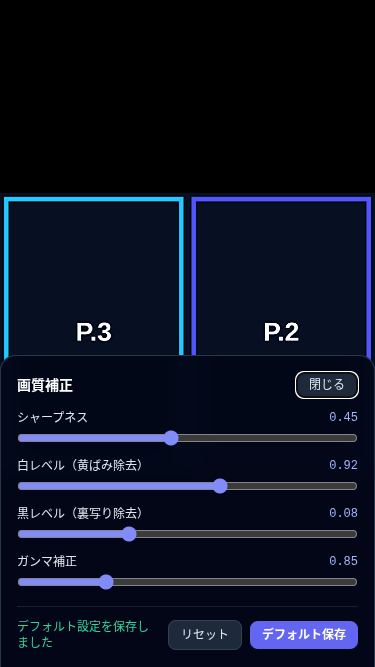 P.3
P.2
画質補正
閉じる
シャープネス
0.45
白レベル（黄ばみ除去）
0.92
黒レベル（裏写り除去）
0.08
ガンマ補正
0.85
デフォルト設定を保存し
ました
リセット
デフォルト保存